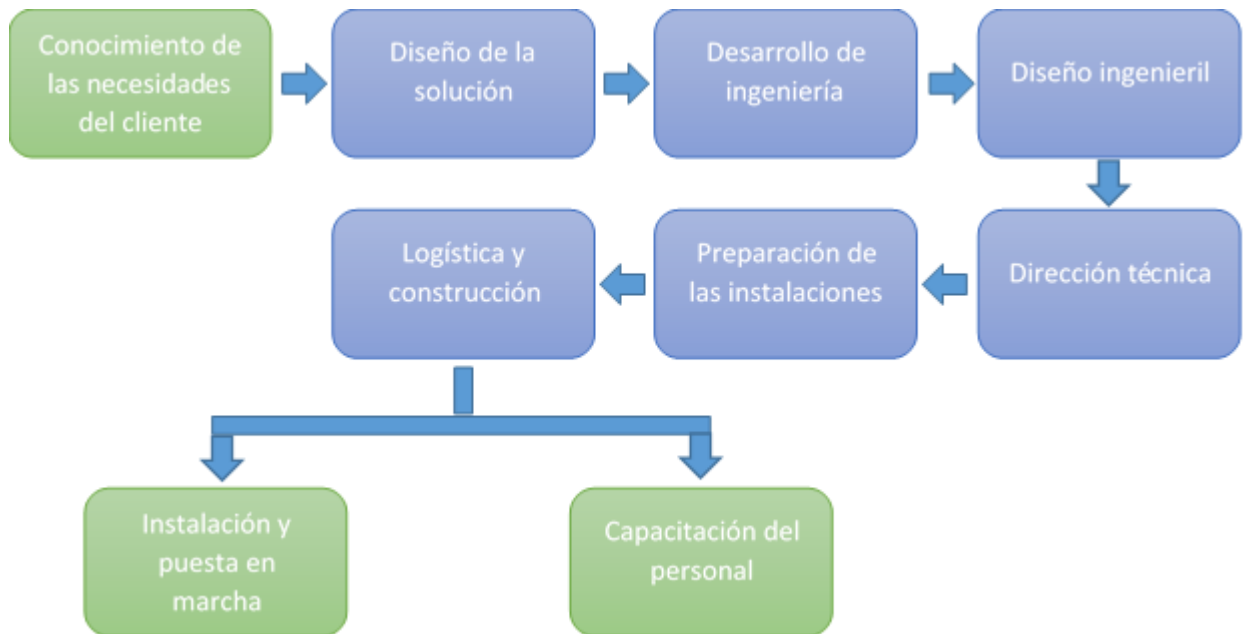 Conocimiento de
las necesidades
del cliente
Diseño de la
solución
Desarrollo de
ingeniería
Diseño ingenieril
Dirección técnica
Preparación de
las instalaciones
Logística y
construcción
Instalación y
puesta en
marcha
Capacitación del
personal